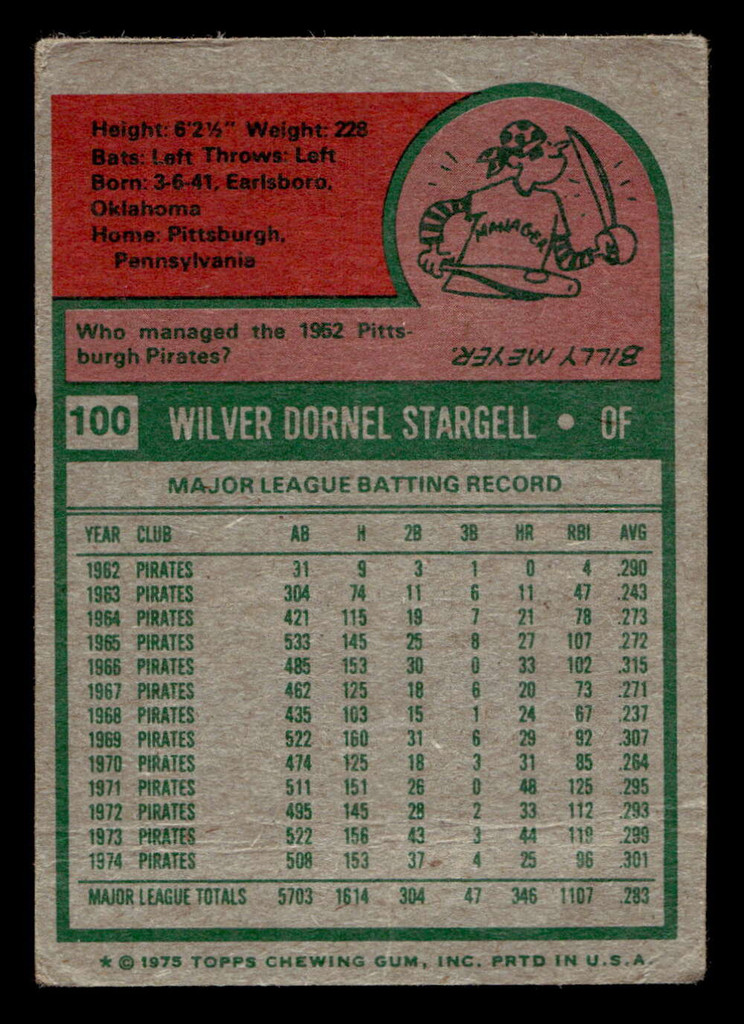 Height: 6'2½" Weight: 228
Bats: Left Throws: Left
Born: 3-6-41, Earlsboro,
Oklahoma
Home: Pittsburgh,
Pennsylvania
MANAGER
Who managed the 1952 Pitts-
burgh Pirates?
BILLY MEYER.
100 WILVER DORNEL STARGELL • OF
MAJOR LEAGUE BATTING RECORD
YEAR CLUB AB H 2B 3B HR RBI AVG
1962 PIRATES 31 9 3 1 0 4 .290
1963 PIRATES 304 74 11 6 11 47 .243
1964 PIRATES 421 115 19 7 21 78 .273
1965 PIRATES 533 145 25 8 27 107 .272
1966 PIRATES 485 153 30 0 33 102 .315
1967 PIRATES 462 125 18 6 20 73 .271
1968 PIRATES 435 103 15 1 24 67 .237
1969 PIRATES 522 160 31 6 29 92 .307
1970 PIRATES 474 125 18 3 31 85 .264
1971 PIRATES 511 151 26 0 48 125 .295
1972 PIRATES 495 145 28 2 33 112 .293
1973 PIRATES 522 156 43 3 44 119 .299
1974 PIRATES 508 153 37 4 25 96 .301
MAJOR LEAGUE TOTALS 5703 1614 304 47 346 1107 .283
* © 1975 TOPPS CHEWING GUM, INC. PRTD IN U.S.A.